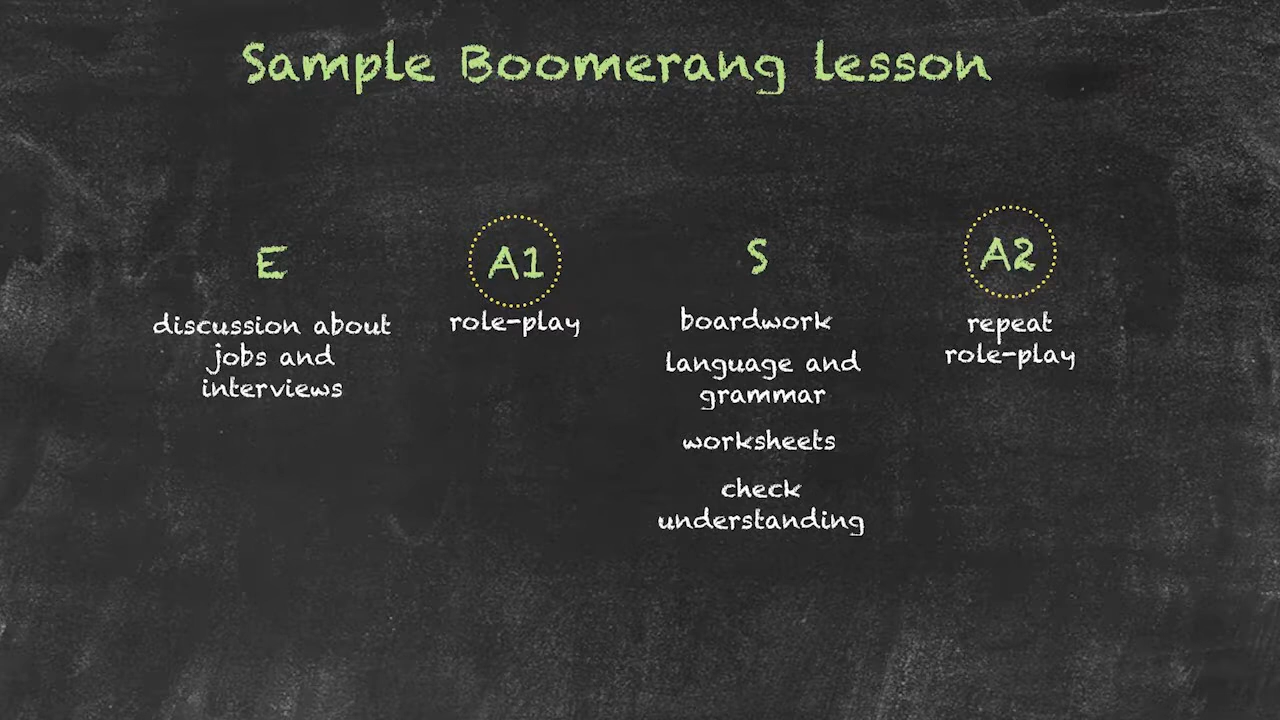 Sample Boomerang lesson
E
discussion about
jobs and
interviews
A1
role-play
S
boardwork
language and
grammar
worksheets
check
understanding
A2
repeat
role-play